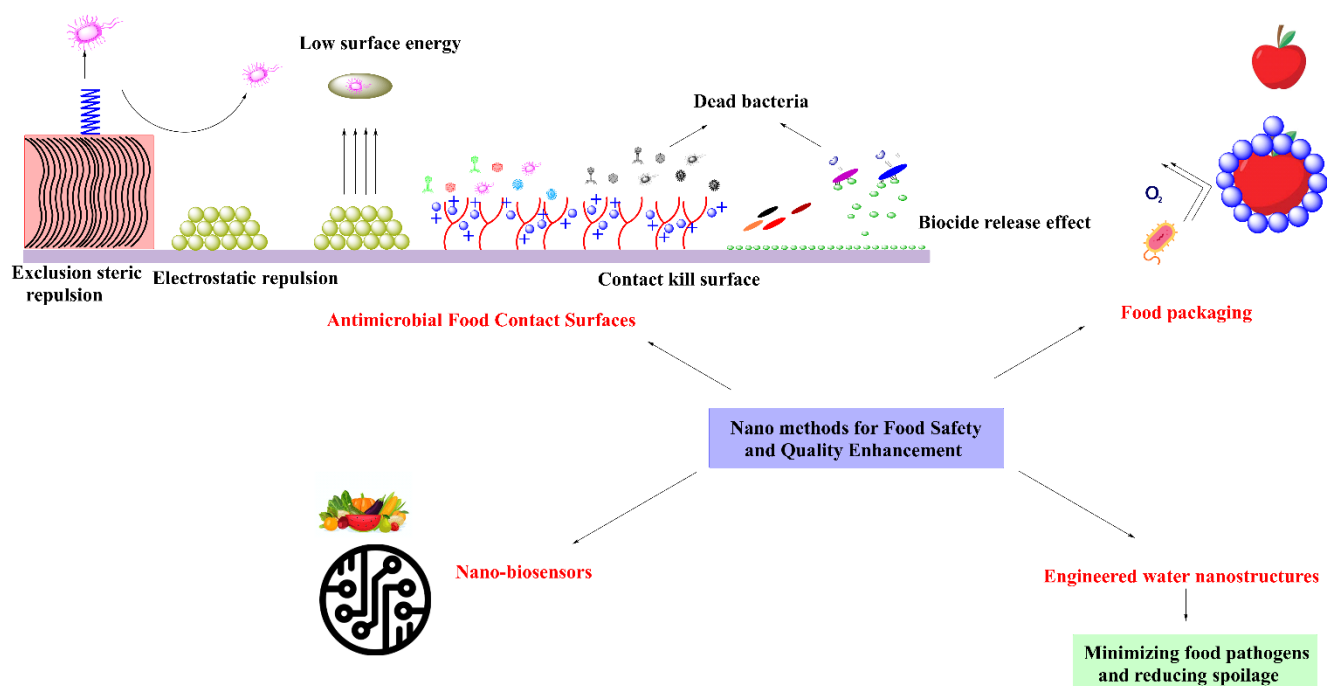 Low surface energy
Dead bacteria
O2
Biocide release effect
Exclusion steric
repulsion
Electrostatic repulsion
Contact kill surface
Antimicrobial Food Contact Surfaces
Food packaging
Nano methods for Food Safety
and Quality Enhancement
Nano-biosensors
Engineered water nanostructures
Minimizing food pathogens
and reducing spoilage